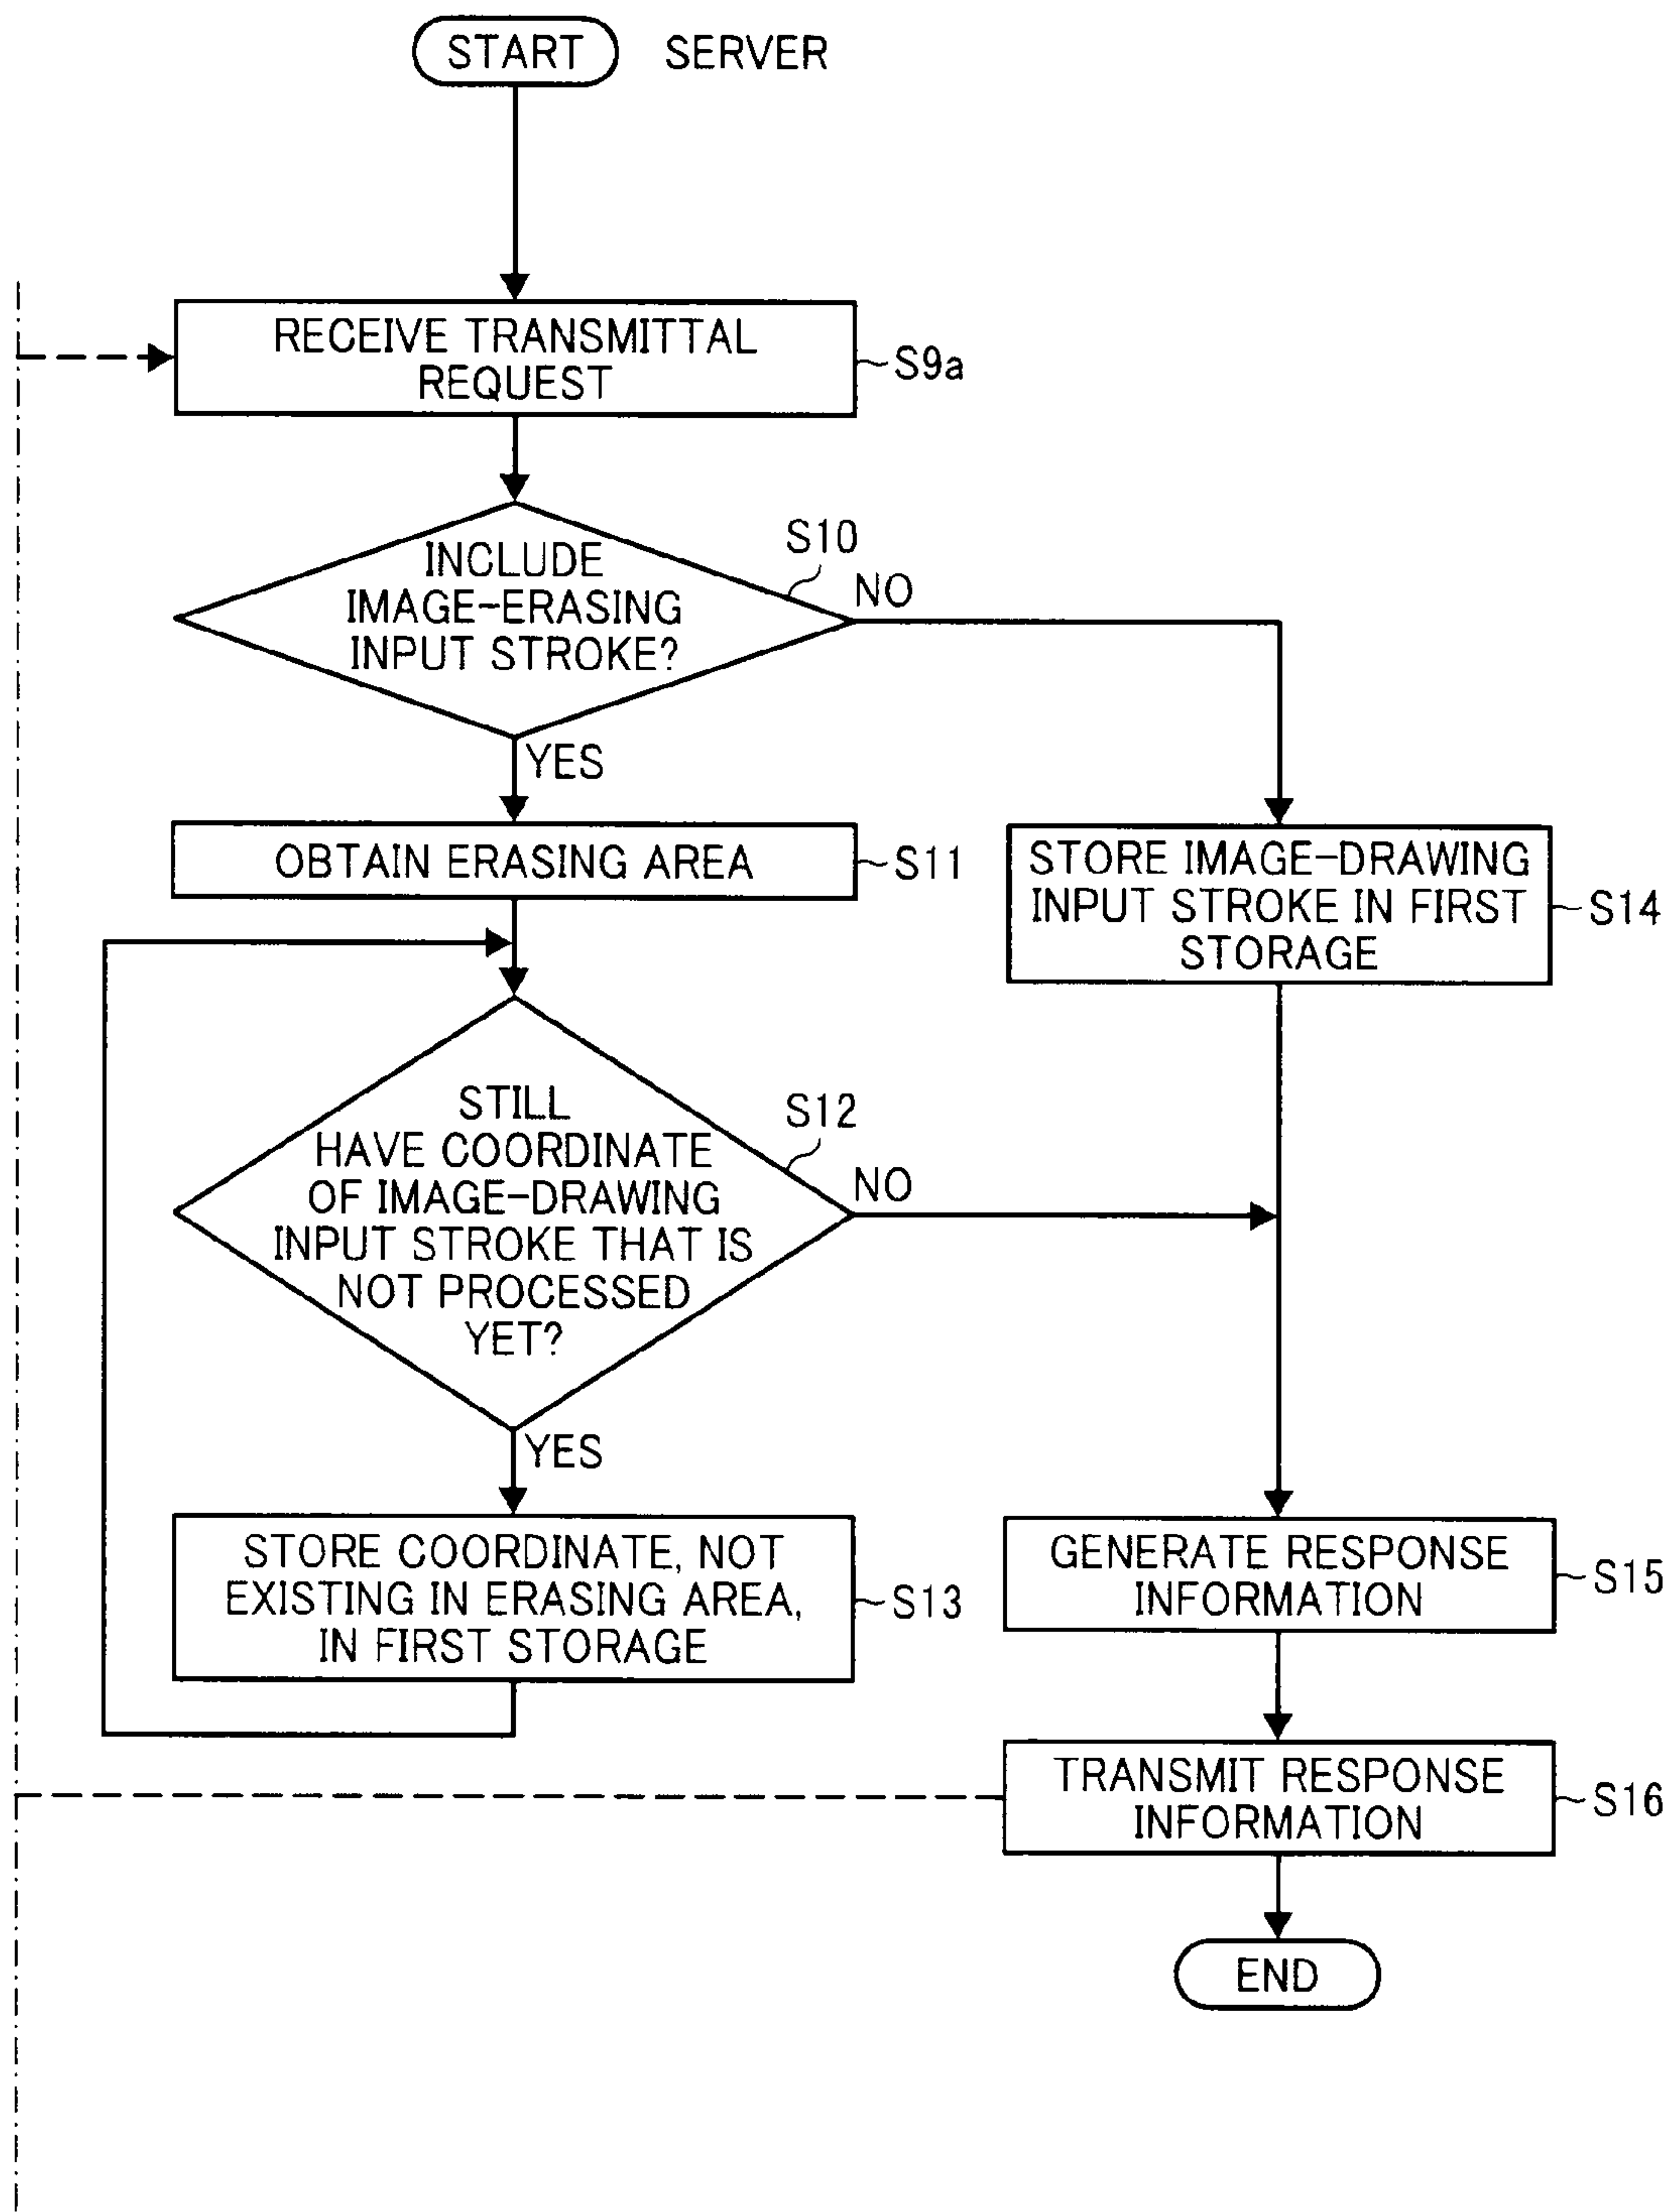 START
SERVER
RECEIVE TRANSMITTAL
REQUEST
S9a
INCLUDE
IMAGE-ERASING
INPUT STROKE?
S10
NO
YES
OBTAIN ERASING AREA
S11
STORE IMAGE-DRAWING
INPUT STROKE IN FIRST
STORAGE
S14
STILL
HAVE COORDINATE
OF IMAGE-DRAWING
INPUT STROKE THAT IS
NOT PROCESSED
YET?
S12
NO
YES
STORE COORDINATE, NOT
EXISTING IN ERASING AREA,
IN FIRST STORAGE
S13
GENERATE RESPONSE
INFORMATION
S15
TRANSMIT RESPONSE
INFORMATION
S16
END